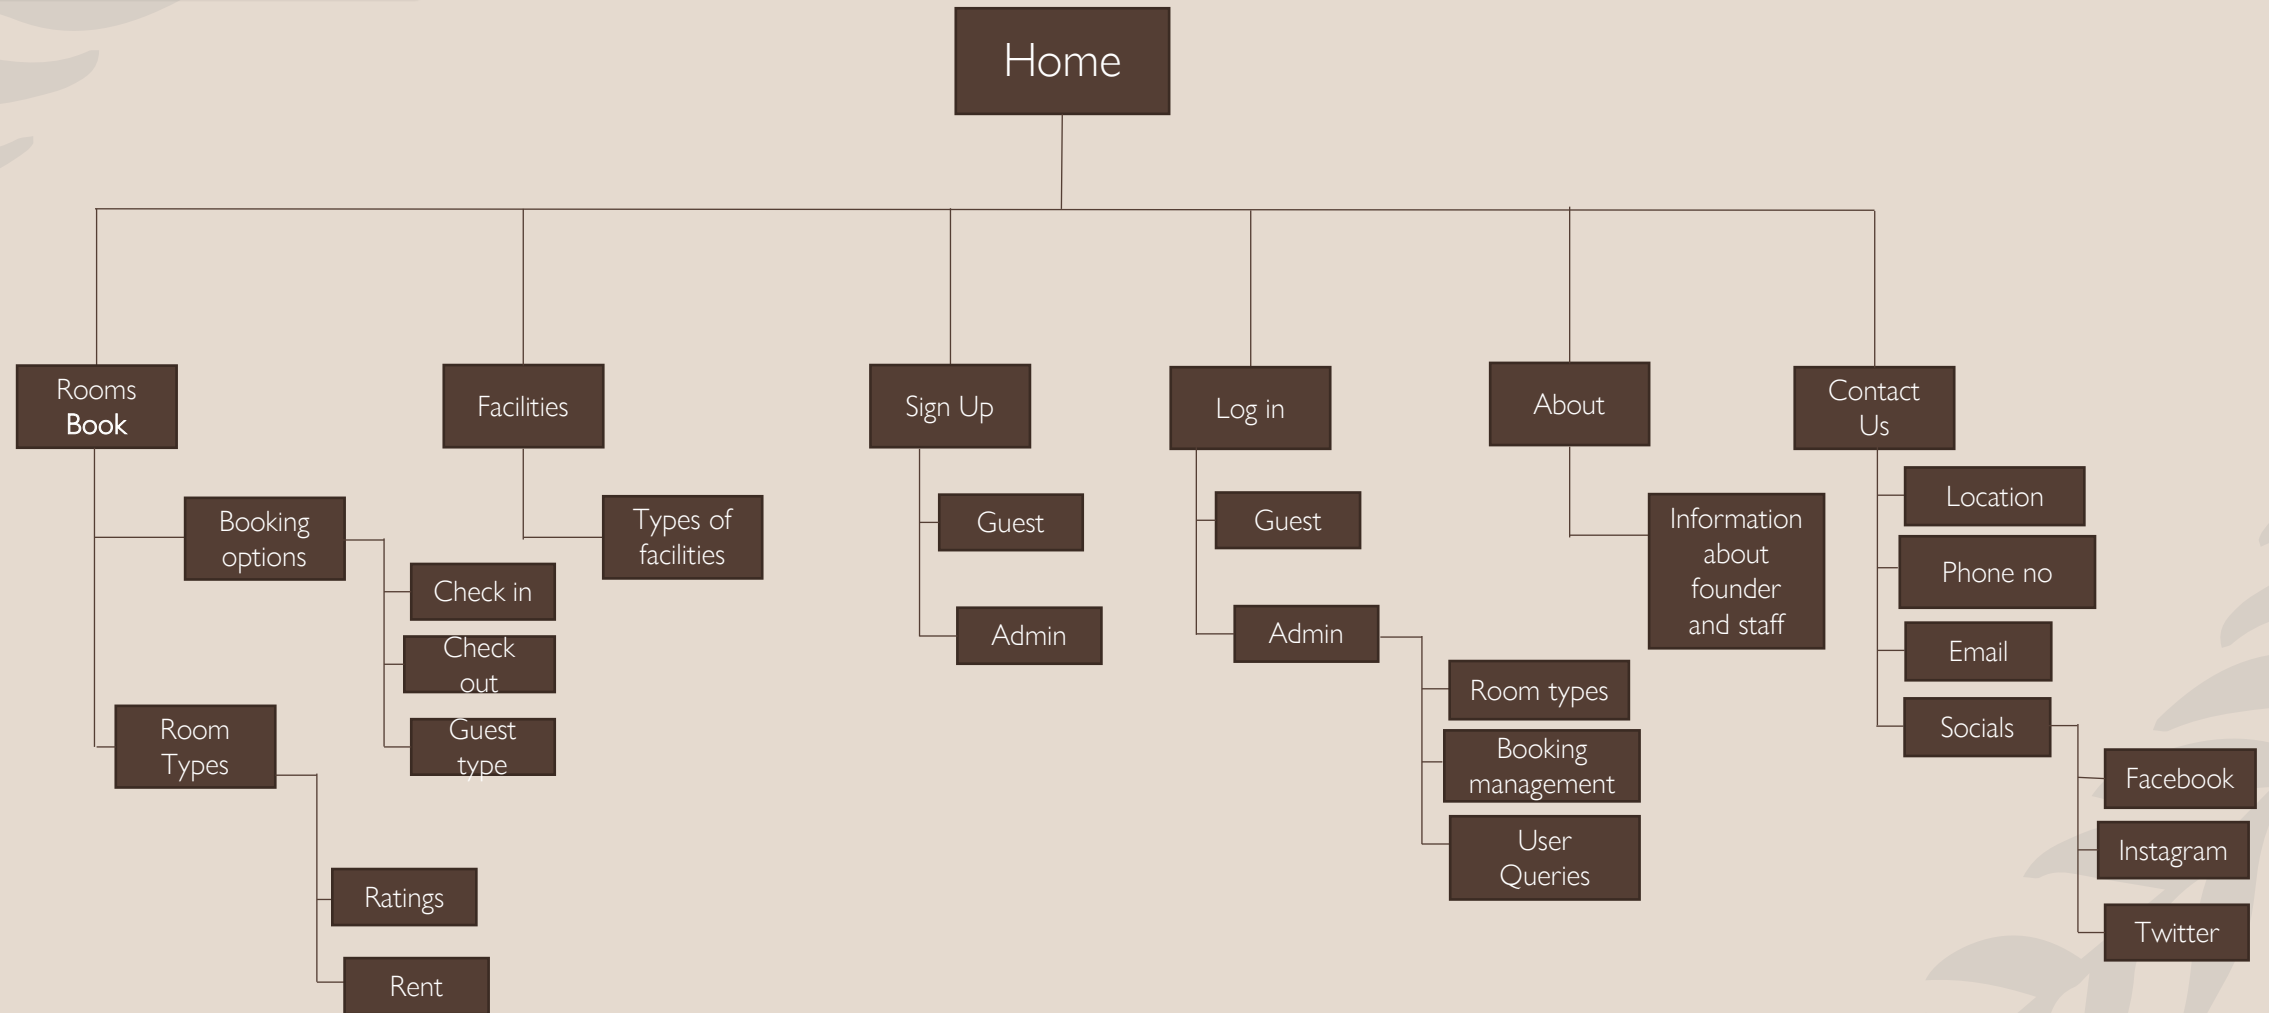 Home
Rooms
Book
Facilities
Sign Up
Log in
About
Contact
Us
Booking
options
Check in
Check
out
Guest
type
Room
Types
Ratings
Rent
Types of
facilities
Guest
Admin
Guest
Admin
Room types
Booking
management
User
Queries
Information
about
founder
and staff
Location
Phone no
Email
Socials
Facebook
Instagram
Twitter